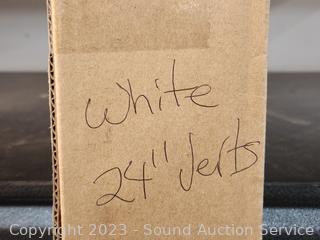 White
24" Verts
Copyright 2023 - Sound Auction Service